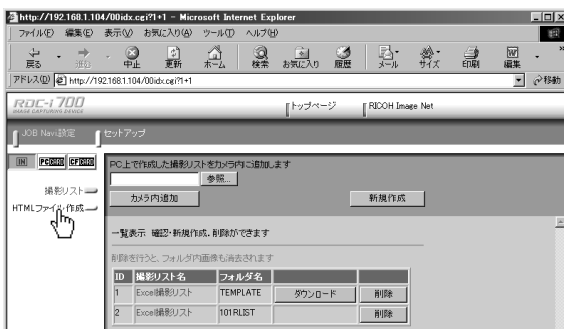 http://192.168.1.104/00idx.cgi?1+1 - Microsoft Internet Explorer
ファイル(F) 編集(E) 表示(V) お気に入り(A) ツール(T) ヘルプ(H)
戻る 進む 中止 更新 ホーム 検索 お気に入り 履歴 メール サイズ 印刷 編集
アドレス(D) http://192.168.1.104/00idx.cgi?1+1 移動
RDC-i700
IMAGE CAPTURING DEVICE
トップページ RICOH Image Net
JOB Navi設定 セットアップ
IN PC CARD CF CARD
PC上で作成した撮影リストをカメラ内に追加します
参照...
撮影リスト
カメラ内追加 新規作成
HTMLファイル作成
一覧表示 確認・新規作成、削除ができます
削除を行うと、フォルダ内画像も消去されます
ID 撮影リスト名 フォルダ名
1 Excel撮影リスト TEMPLATE ダウンロード 削除
2 Excel撮影リスト 101RLIST 削除